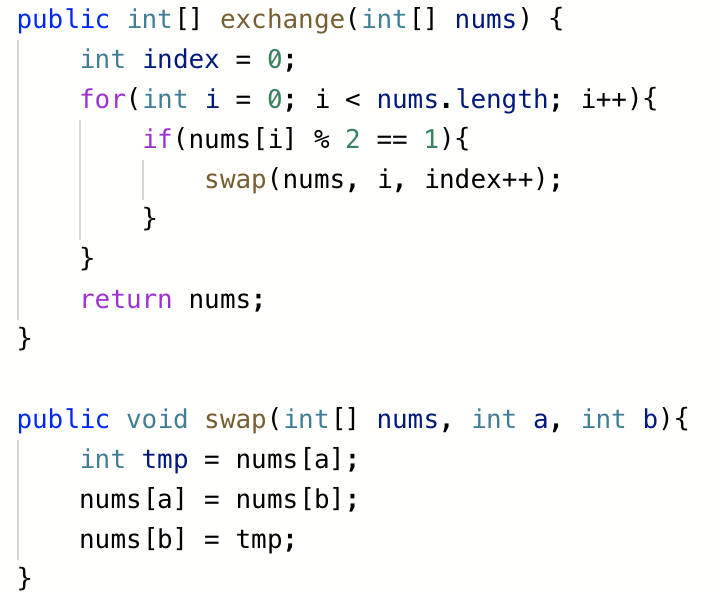 public int[] exchange(int[] nums) {
    int index = 0;
    for(int i = 0; i < nums.length; i++){
        if(nums[i] % 2 == 1){
            swap(nums, i, index++);
        }
    }
    return nums;
}

public void swap(int[] nums, int a, int b){
    int tmp = nums[a];
    nums[a] = nums[b];
    nums[b] = tmp;
}